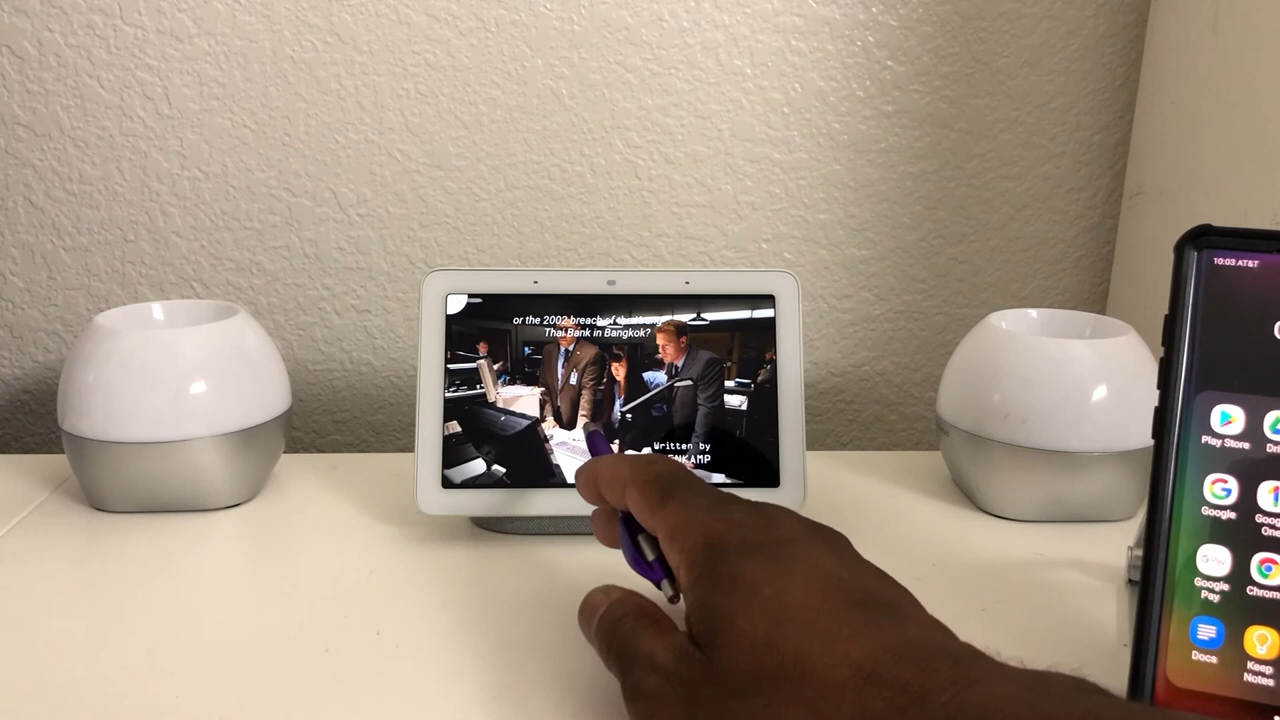 or the 2002 breach of the
Thai Bank in Bangkok?
Written by
10:03 AT&T
Play Store
Google
Google
Pay
Chrom
Docs
Keep
Notes